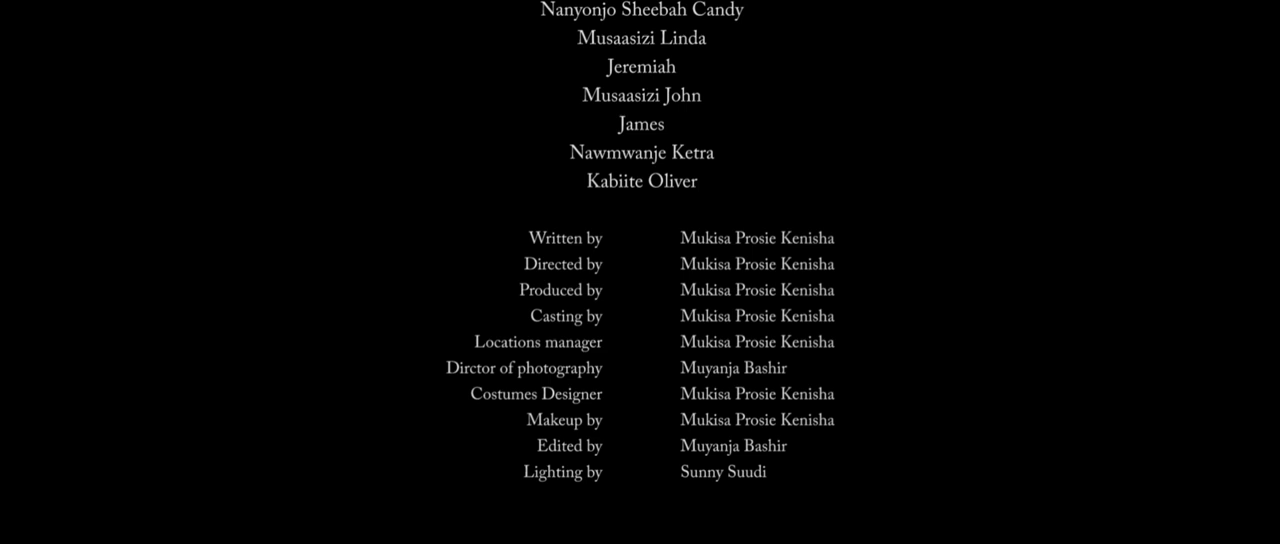 Nanyonjo Sheebah Candy
Musaasizi Linda
Jeremiah
Musaasizi John
James
Nawmwanje Ketra
Kabiite Oliver
Written by Mukisa Prosie Kenisha
Directed by Mukisa Prosie Kenisha
Produced by Mukisa Prosie Kenisha
Casting by Mukisa Prosie Kenisha
Locations manager Mukisa Prosie Kenisha
Dirctor of photography Muyanja Bashir
Costumes Designer Mukisa Prosie Kenisha
Makeup by Mukisa Prosie Kenisha
Edited by Muyanja Bashir
Lighting by Sunny Suudi